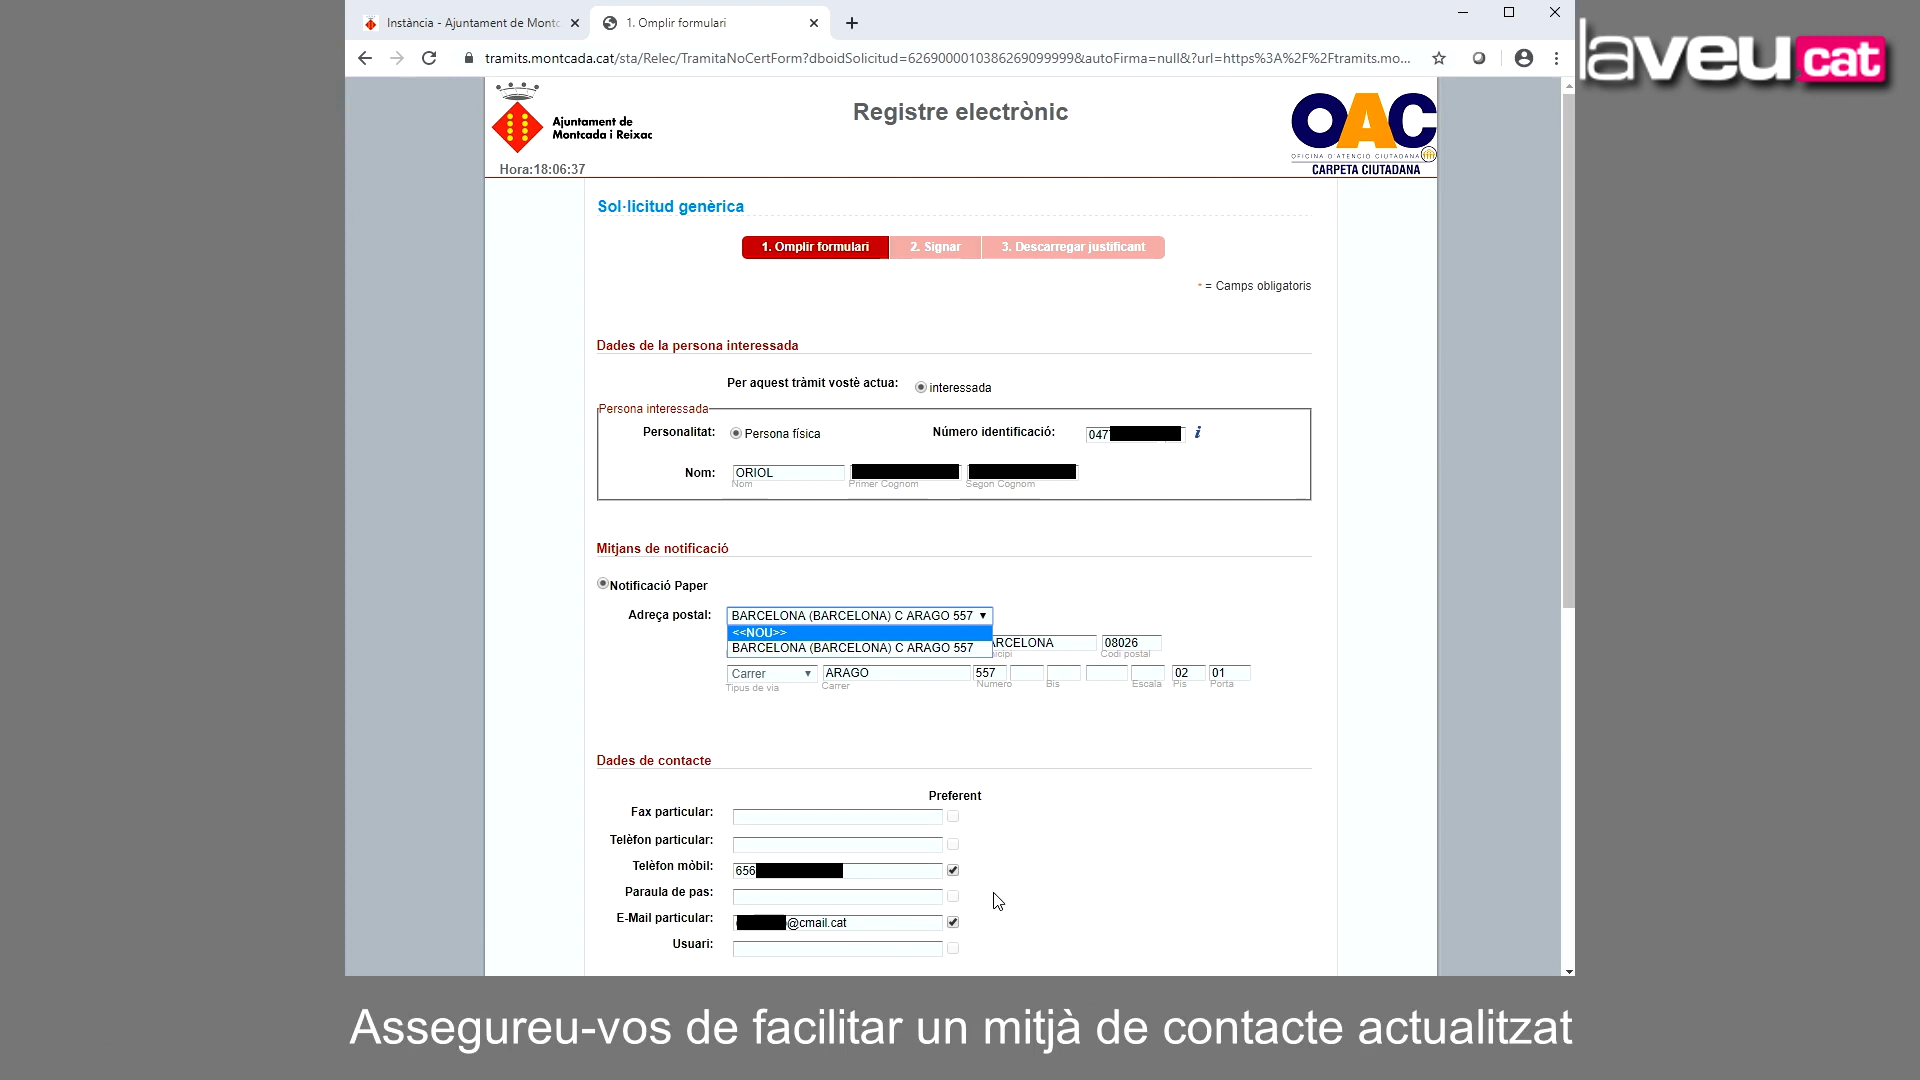 Instància - Ajuntament de Montc
1. Omplir formulari
tramits.montcada.cat/sta/Relec/TramitaNoCertForm?dboidSolicitud=6269000010386269099999&autoFirma=null&?url=https%3A%2F%2Ftramits.mo...
laveucat
Ajuntament de
Montcada i Reixac
Registre electrònic
OAC
OFICINA D'ATENCIÓ CIUTADANA
CARPETA CIUTADANA
Hora:18:06:37
Sol·licitud genèrica
1. Omplir formulari 2. Signar 3. Descarregar justificant
* = Camps obligatoris
Dades de la persona interessada
Per aquest tràmit vostè actua: interessada
Persona interessada
Personalitat: Persona física Número identificació: 047 i
Nom: ORIOL
Nom Primer Cognom Segon Cognom
Mitjans de notificació
Notificació Paper
Adreça postal: BARCELONA (BARCELONA) C ARAGO 557
<<NOU>>
BARCELONA (BARCELONA) C ARAGO 557
ARCELONA 08026
icipi Codi postal
Carrer ARAGO 557 02 01
Tipus de via Carrer Numero Bis Escala Pis Porta
Dades de contacte
Preferent
Fax particular:
Telèfon particular:
Telèfon mòbil: 656
Paraula de pas:
E-Mail particular: @cmail.cat
Usuari:
Assegureu-vos de facilitar un mitjà de contacte actualitzat